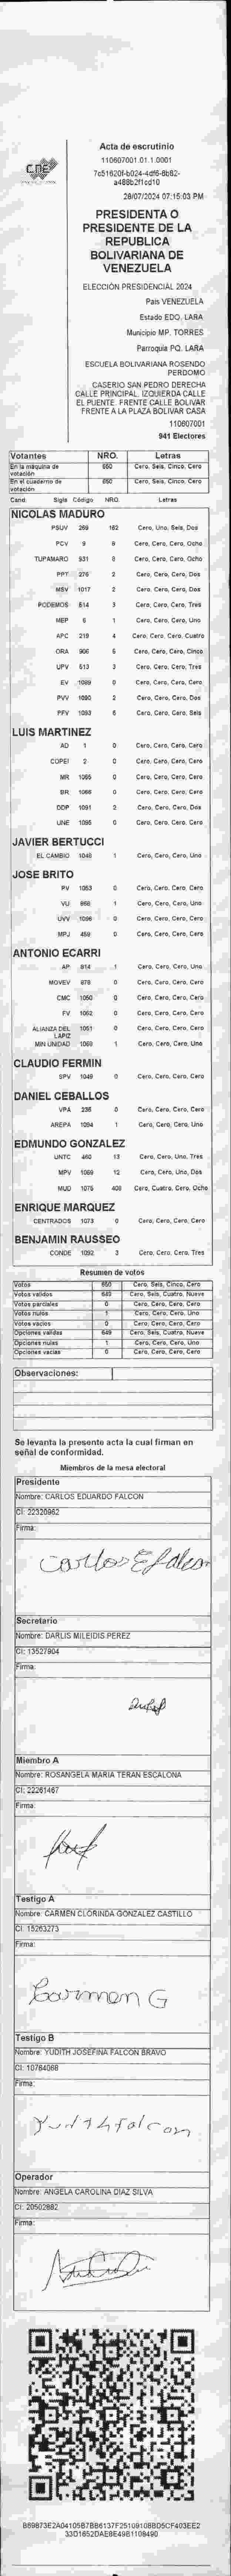 CNE
Acta de escrutinio
110607001.01.1.0001
7c51620f-b024-4df6-8b82-
a488b2f1cd10
28/07/2024 07:15:03 PM
PRESIDENTA O
PRESIDENTE DE LA
REPUBLICA
BOLIVARIANA DE
VENEZUELA
ELECCIÓN PRESIDENCIAL 2024
País VENEZUELA
Estado EDO. LARA
Municipio MP. TORRES
Parroquia PQ. LARA
ESCUELA BOLIVARIANA ROSENDO
PERDOMO
CASERIO SAN PEDRO DERECHA
CALLE PRINCIPAL. IZQUIERDA CALLE
EL PUENTE. FRENTE CALLE BOLIVAR
FRENTE A LA PLAZA BOLIVAR CASA
110607001
941 Electores
Votantes NRO. Letras
En la máquina de votación 650 Cero, Seis, Cinco, Cero
En el cuaderno de votación 650 Cero, Seis, Cinco, Cero
Cand. Sigla Código NRO. Letras
NICOLAS MADURO
PSUV 269 162 Cero, Uno, Seis, Dos
PCV 9 8 Cero, Cero, Cero, Ocho
TUPAMARO 931 8 Cero, Cero, Cero, Ocho
PPT 276 2 Cero, Cero, Cero, Dos
MSV 1017 2 Cero, Cero, Cero, Dos
PODEMOS 514 3 Cero, Cero, Cero, Tres
MEP 5 1 Cero, Cero, Cero, Uno
APC 219 4 Cero, Cero, Cero, Cuatro
ORA 906 5 Cero, Cero, Cero, Cinco
UPV 513 3 Cero, Cero, Cero, Tres
EV 1089 0 Cero, Cero, Cero, Cero
PVV 1090 2 Cero, Cero, Cero, Dos
PFV 1093 6 Cero, Cero, Cero, Seis
LUIS MARTINEZ
AD 1 0 Cero, Cero, Cero, Cero
COPEI 2 0 Cero, Cero, Cero, Cero
MR 1065 0 Cero, Cero, Cero, Cero
BR 1066 0 Cero, Cero, Cero, Cero
DDP 1091 2 Cero, Cero, Cero, Dos
UNE 1095 0 Cero, Cero, Cero, Cero
JAVIER BERTUCCI
EL CAMBIO 1048 1 Cero, Cero, Cero, Uno
JOSE BRITO
PV 1053 0 Cero, Cero, Cero, Cero
VU 868 1 Cero, Cero, Cero, Uno
UVV 1096 0 Cero, Cero, Cero, Cero
MPJ 459 0 Cero, Cero, Cero, Cero
ANTONIO ECARRI
AP 814 1 Cero, Cero, Cero, Uno
MOVEV 878 0 Cero, Cero, Cero, Cero
CMC 1050 0 Cero, Cero, Cero, Cero
FV 1052 0 Cero, Cero, Cero, Cero
ALIANZA DEL LAPIZ 1051 0 Cero, Cero, Cero, Cero
MIN UNIDAD 1069 1 Cero, Cero, Cero, Uno
CLAUDIO FERMIN
SPV 1049 0 Cero, Cero, Cero, Cero
DANIEL CEBALLOS
VPA 236 0 Cero, Cero, Cero, Cero
AREPA 1094 1 Cero, Cero, Cero, Uno
EDMUNDO GONZALEZ
UNTC 460 13 Cero, Cero, Uno, Tres
MPV 1069 12 Cero, Cero, Uno, Dos
MUD 1075 408 Cero, Cuatro, Cero, Ocho
ENRIQUE MARQUEZ
CENTRADOS 1073 0 Cero, Cero, Cero, Cero
BENJAMIN RAUSSEO
CONDE 1092 3 Cero, Cero, Cero, Tres
Resumen de votos
Votos 650 Cero, Seis, Cinco, Cero
Votos validos 649 Cero, Seis, Cuatro, Nueve
Votos parciales 0 Cero, Cero, Cero, Cero
Votos nulos 1 Cero, Cero, Cero, Uno
Votos vacios 0 Cero, Cero, Cero, Cero
Opciones validas 649 Cero, Seis, Cuatro, Nueve
Opciones nulas 1 Cero, Cero, Cero, Uno
Opciones vacias 0 Cero, Cero, Cero, Cero
Observaciones:
Se levanta la presente acta la cual firman en
señal de conformidad.
Miembros de la mesa electoral
Presidente
Nombre: CARLOS EDUARDO FALCON
CI: 22320962
Firma:
Carlos E falcon
Secretario
Nombre: DARLIS MILEIDIS PEREZ
CI: 13527904
Firma:
Miembro A
Nombre: ROSANGELA MARIA TERAN ESCALONA
CI: 22261467
Firma:
Testigo A
Nombre: CARMEN CLORINDA GONZALEZ CASTILLO
CI: 15263273
Firma:
Carmen G
Testigo B
Nombre: YUDITH JOSEFINA FALCON BRAVO
CI: 10764068
Firma:
Yudith Falcon
Operador
Nombre: ANGELA CAROLINA DIAZ SILVA
CI: 20502882
Firma:
B69873E2A04105B7BB6137F25109108BD5CF403EE2
33D1652DAE8E49B1108490